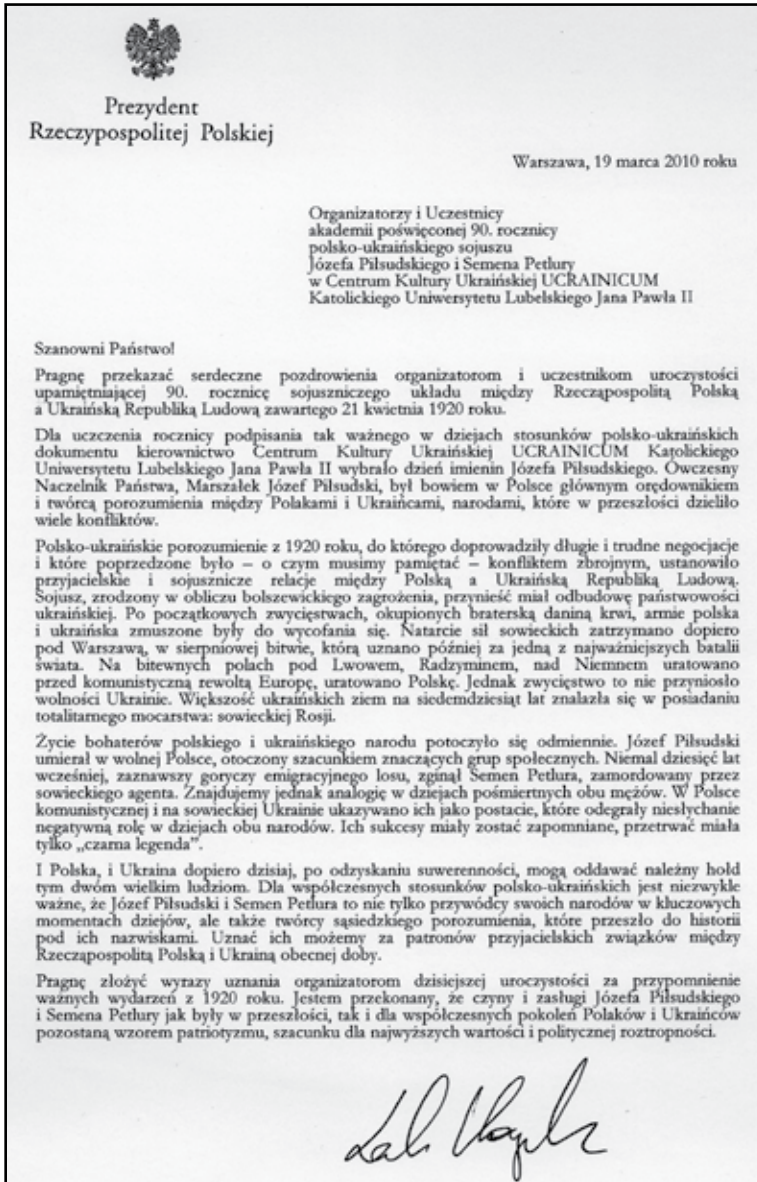 Prezydent
Rzeczypospolitej Polskiej
Warszawa, 19 marca 2010 roku
Organizatorzy i Uczestnicy
akademii poświęconej 90. rocznicy
polsko-ukraińskiego sojuszu
Józefa Piłsudskiego i Semena Petlury
w Centrum Kultury Ukraińskiej UCRAINICUM
Katolickiego Uniwersytetu Lubelskiego Jana Pawła II
Szanowni Państwo!
Pragnę przekazać serdeczne pozdrowienia organizatorom i uczestnikom uroczystości
upamiętniającej 90. rocznicę sojuszniczego układu między Rzecząpospolitą Polską
a Ukraińską Republiką Ludową zawartego 21 kwietnia 1920 roku.
Dla uczczenia rocznicy podpisania tak ważnego w dziejach stosunków polsko-ukraińskich
dokumentu kierownictwo Centrum Kultury Ukraińskiej UCRAINICUM Katolickiego
Uniwersytetu Lubelskiego Jana Pawła II wybrało dzień imienin Józefa Piłsudskiego. Ówczesny
Naczelnik Państwa, Marszałek Józef Piłsudski, był bowiem w Polsce głównym orędownikiem
i twórcą porozumienia między Polakami i Ukraińcami, narodami, które w przeszłości dzieliło
wiele konfliktów.
Polsko-ukraińskie porozumienie z 1920 roku, do którego doprowadziły długie i trudne negocjacje
i które poprzedzone było – o czym musimy pamiętać – konfliktem zbrojnym, ustanowiło
przyjacielskie i sojusznicze relacje między Polską a Ukraińską Republiką Ludową.
Sojusz, zrodzony w obliczu bolszewickiego zagrożenia, przynieść miał odbudowę państwowości
ukraińskiej. Po początkowych zwycięstwach, okupionych braterską daniną krwi, armie polska
i ukraińska zmuszone były do wycofania się. Natarcie sił sowieckich zatrzymano dopiero
pod Warszawą, w sierpniowej bitwie, którą uznano później za jedną z najważniejszych batalii
świata. Na bitewnych polach pod Lwowem, Radzyminem, nad Niemnem uratowano
przed komunistyczną rewoltą Europę, uratowano Polskę. Jednak zwycięstwo to nie przyniosło
wolności Ukrainie. Większość ukraińskich ziem na siedemdziesiąt lat znalazła się w posiadaniu
totalitarnego mocarstwa: sowieckiej Rosji.
Życie bohaterów polskiego i ukraińskiego narodu potoczyło się odmiennie. Józef Piłsudski
umierał w wolnej Polsce, otoczony szacunkiem znaczących grup społecznych. Niemal dziesięć lat
wcześniej, zaznawszy goryczy emigracyjnego losu, zginął Semen Petlura, zamordowany przez
sowieckiego agenta. Znajdujemy jednak analogię w dziejach pośmiertnych obu mężów. W Polsce
komunistycznej i na sowieckiej Ukrainie ukazywano ich jako postacie, które odegrały niesłychanie
negatywną rolę w dziejach obu narodów. Ich sukcesy miały zostać zapomniane, przetrwać miała
tylko „czarna legenda”.
I Polska, i Ukraina dopiero dzisiaj, po odzyskaniu suwerenności, mogą oddawać należny hołd
tym dwóm wielkim ludziom. Dla współczesnych stosunków polsko-ukraińskich jest niezwykle
ważne, że Józef Piłsudski i Semen Petlura to nie tylko przywódcy swoich narodów w kluczowych
momentach dziejów, ale także twórcy sąsiedzkiego porozumienia, które przeszło do historii
pod ich nazwiskami. Uznać ich możemy za patronów przyjacielskich związków między
Rzecząpospolitą Polską i Ukrainą obecnej doby.
Pragnę złożyć wyrazy uznania organizatorom dzisiejszej uroczystości za przypomnienie
ważnych wydarzeń z 1920 roku. Jestem przekonany, że czyny i zasługi Józefa Piłsudskiego
i Semena Petlury jak były w przeszłości, tak i dla współczesnych pokoleń Polaków i Ukraińców
pozostaną wzorem patriotyzmu, szacunku dla najwyższych wartości i politycznej roztropności.